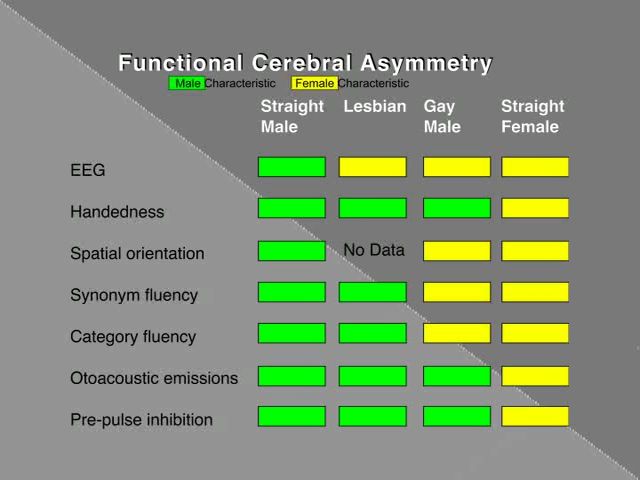 Functional Cerebral Asymmetry
Male Characteristic Female Characteristic
Straight Male Lesbian Gay Male Straight Female
EEG
Handedness
Spatial orientation No Data
Synonym fluency
Category fluency
Otoacoustic emissions
Pre-pulse inhibition